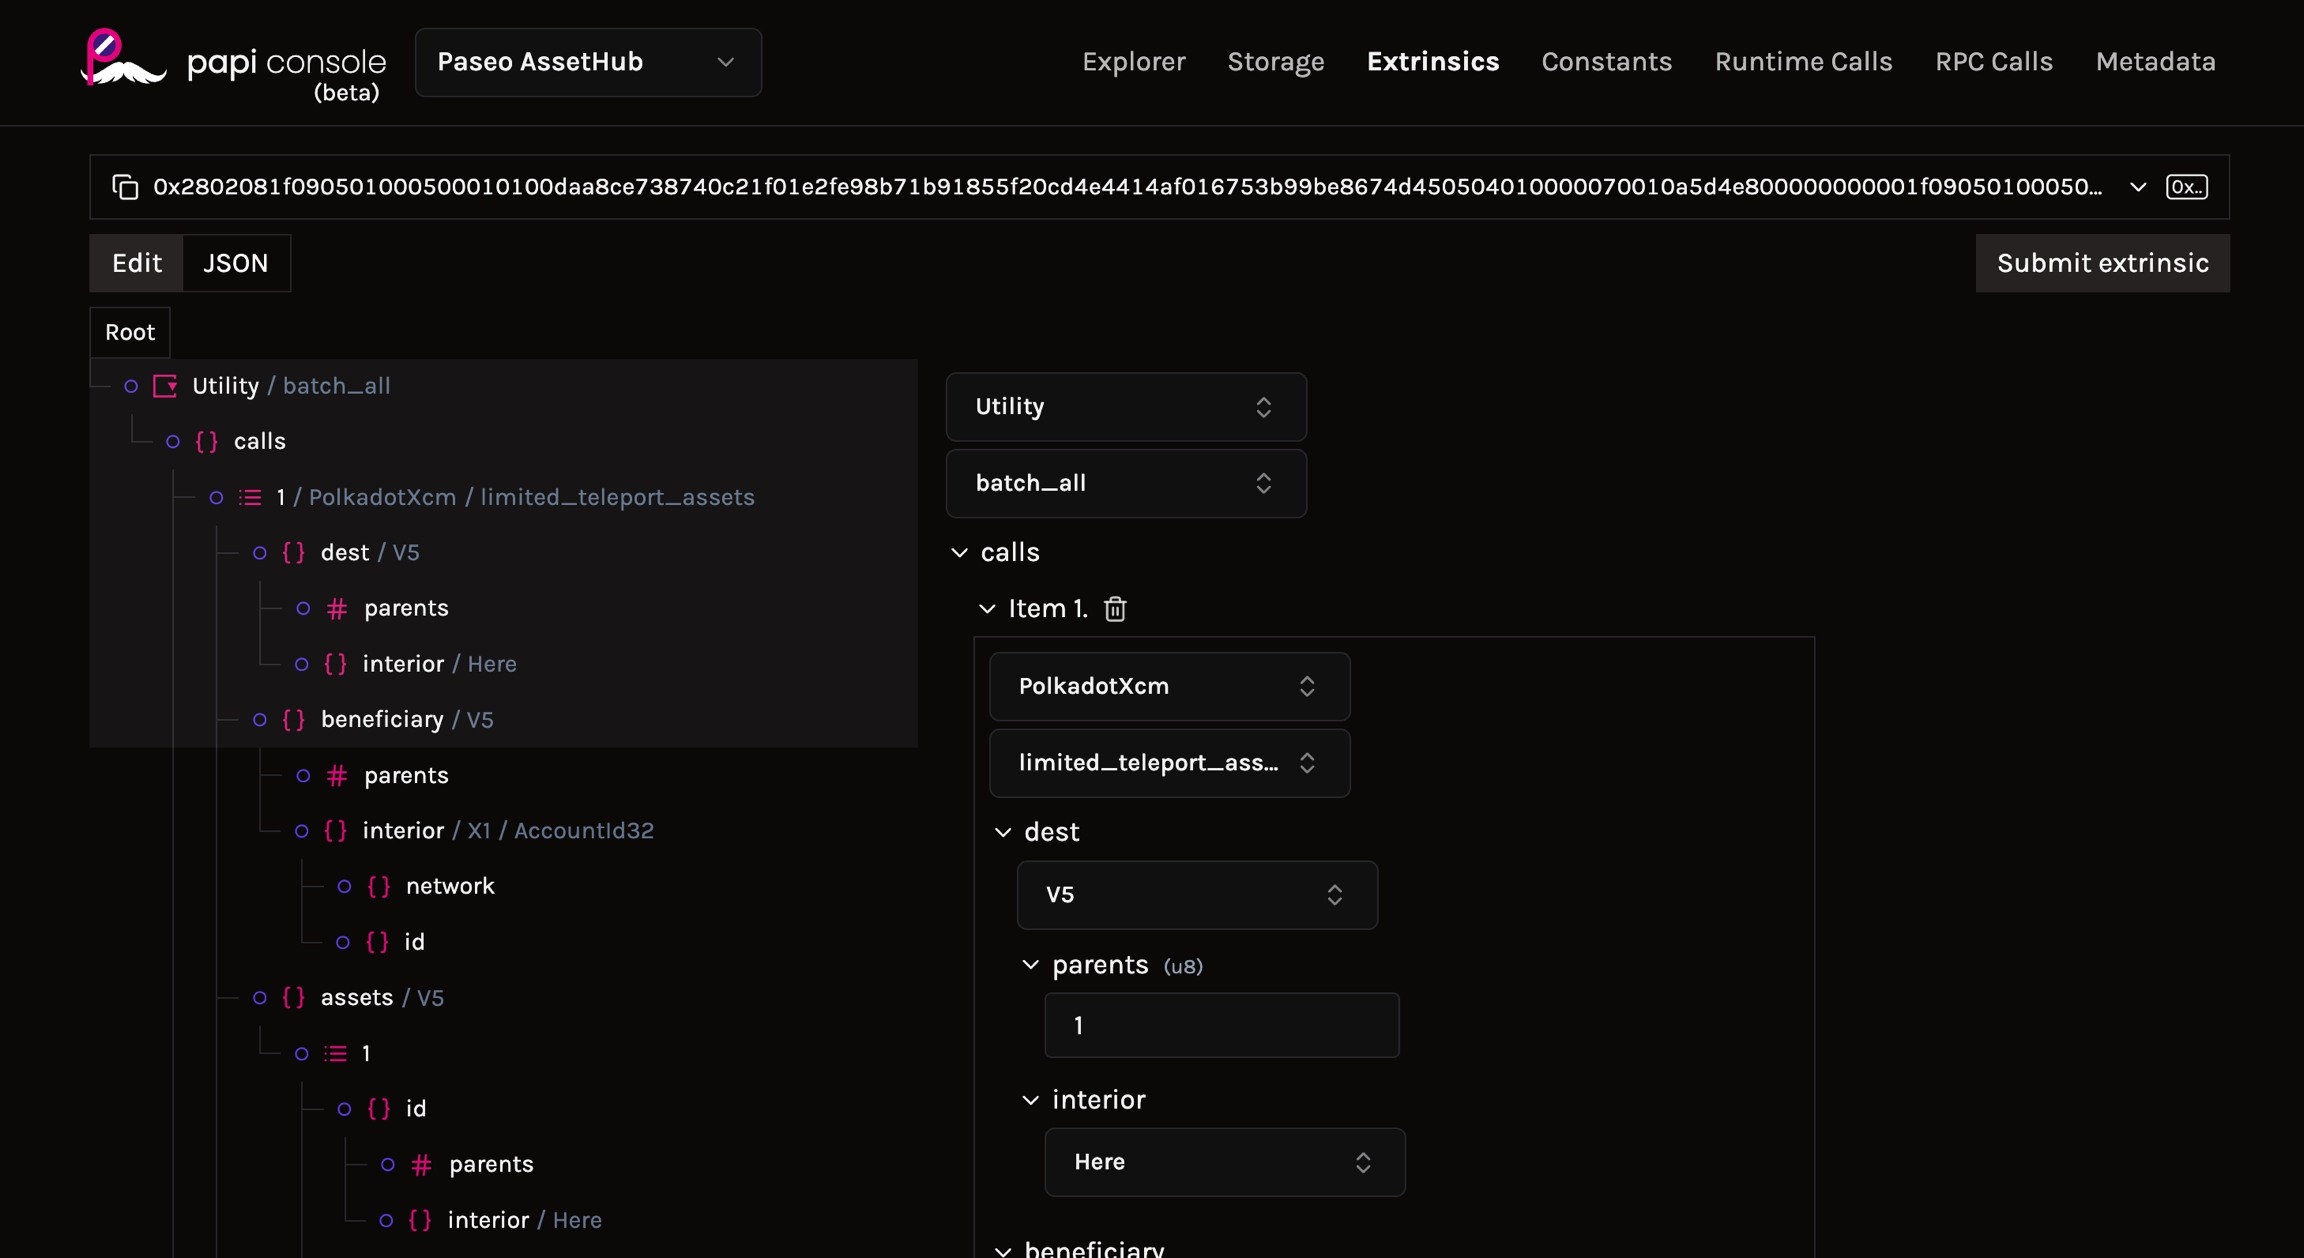 papi console
(beta)
Paseo AssetHub
Explorer
Storage
Extrinsics
Constants
Runtime Calls
RPC Calls
Metadata
0x2802081f090501000500010100daa8ce738740c21f01e2fe98b71b91855f20cd4e4414af016753b99be8674d450504010000070010a5d4e800000000001f09050100050...
0x..
Edit
JSON
Submit extrinsic
Root
Utility / batch_all
calls
1 / PolkadotXcm / limited_teleport_assets
dest / V5
parents
interior / Here
beneficiary / V5
parents
interior / X1 / AccountId32
network
id
assets / V5
1
id
parents
interior / Here
Utility
batch_all
calls
Item 1.
PolkadotXcm
limited_teleport_ass...
dest
V5
parents (u8)
1
interior
Here
beneficiary